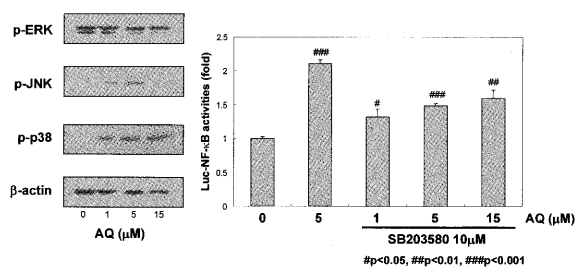 p-ERK
p-JNK
p-p38
β-actin
0 1 5 15
AQ (μM)
Luc-NF-κB activities (fold)
2.5
2
1.5
1
0.5
0
###
#
###
##
0 5 1 5 15 AQ (μM)
SB203580 10μM
#p<0.05, ##p<0.01, ###p<0.001